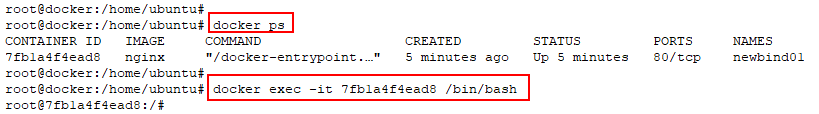 root@docker:/home/ubuntu#
root@docker:/home/ubuntu# docker ps
CONTAINER ID IMAGE COMMAND CREATED STATUS PORTS NAMES
7fb1a4f4ead8 nginx "/docker-entrypoint.…" 5 minutes ago Up 5 minutes 80/tcp newbind01
root@docker:/home/ubuntu#
root@docker:/home/ubuntu# docker exec -it 7fb1a4f4ead8 /bin/bash
root@7fb1a4f4ead8:/#